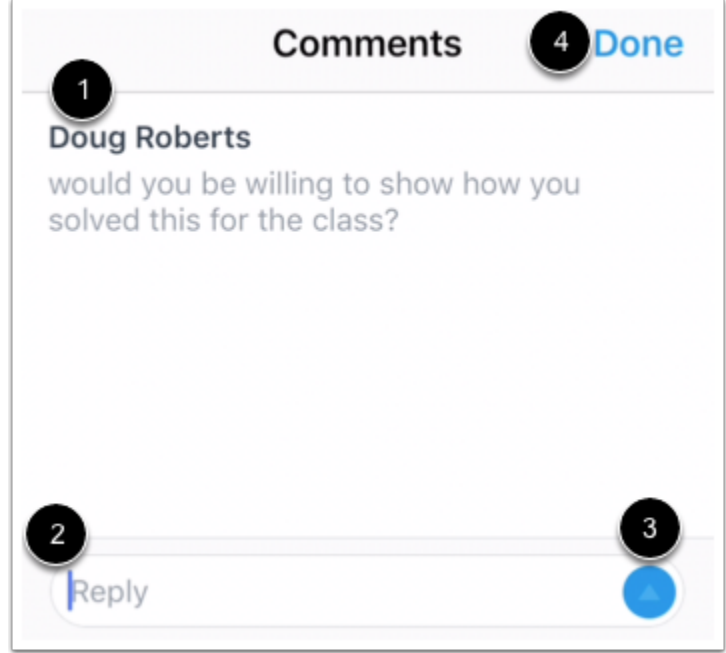 Comments 4 Done
1
Doug Roberts
would you be willing to show how you
solved this for the class?
2
3
Reply